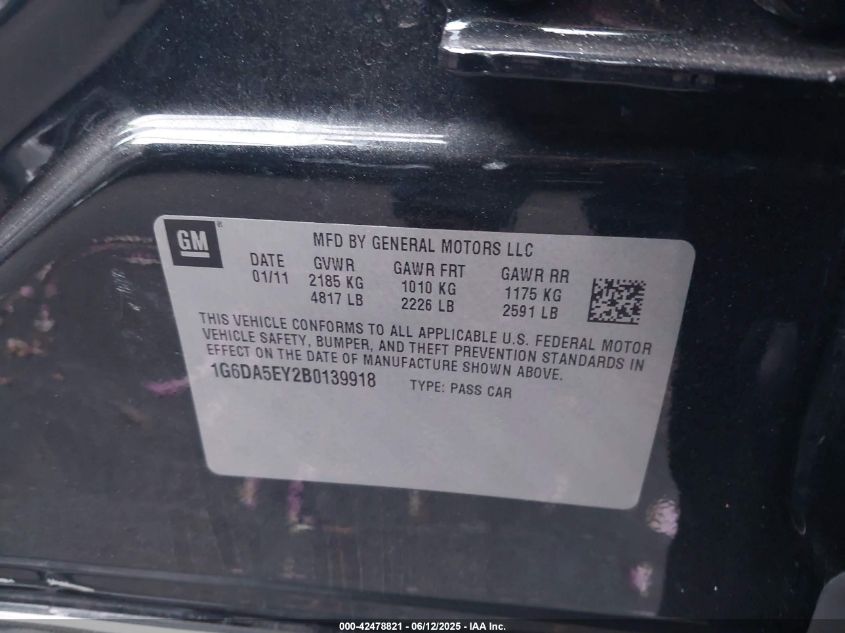 GM
®
MFD BY GENERAL MOTORS LLC
DATE GVWR GAWR FRT GAWR RR
01/11 2185 KG 1010 KG 1175 KG
4817 LB 2226 LB 2591 LB
THIS VEHICLE CONFORMS TO ALL APPLICABLE U.S. FEDERAL MOTOR
VEHICLE SAFETY, BUMPER, AND THEFT PREVENTION STANDARDS IN
EFFECT ON THE DATE OF MANUFACTURE SHOWN ABOVE.
1G6DA5EY2B0139918 TYPE: PASS CAR
000-42478821 - 06/12/2025 - IAA Inc.